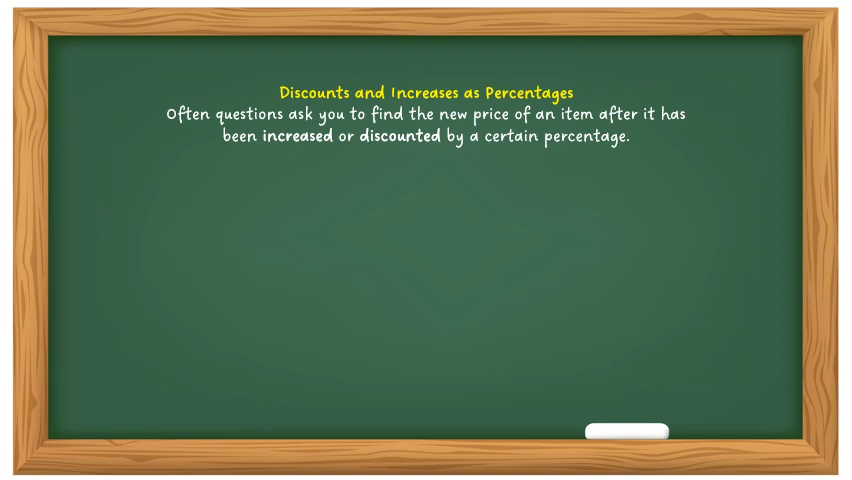 Discounts and Increases as Percentages
Often questions ask you to find the new price of an item after it has
been increased or discounted by a certain percentage.